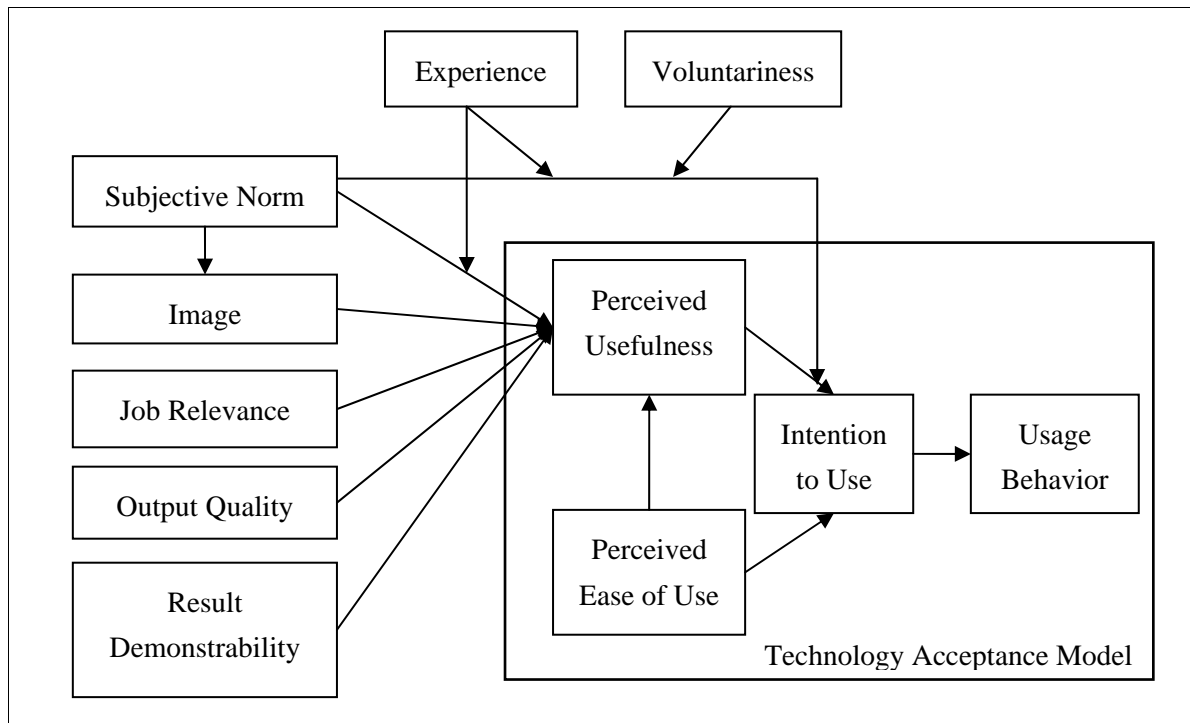 Experience
Voluntariness
Subjective Norm
Image
Job Relevance
Output Quality
Result
Demonstrability
Perceived
Usefulness
Intention
to Use
Usage
Behavior
Perceived
Ease of Use
Technology Acceptance Model